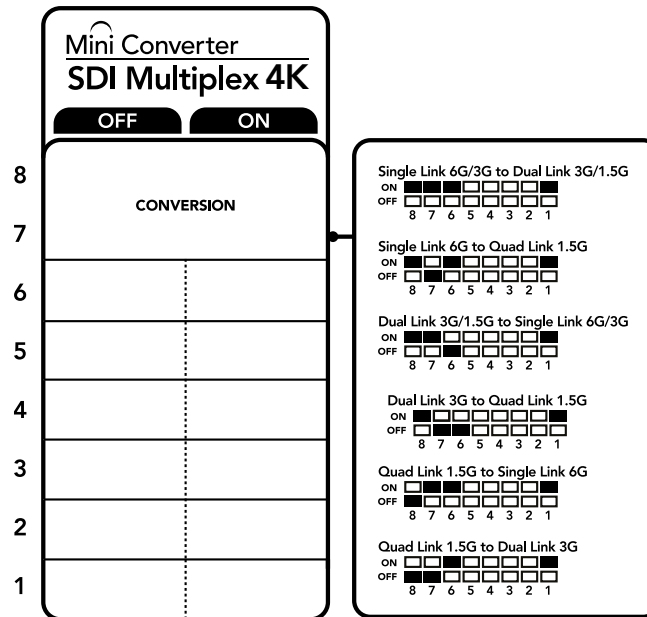 Mini Converter
SDI Multiplex 4K
OFF ON
8
CONVERSION
7
6
5
4
3
2
1
Single Link 6G/3G to Dual Link 3G/1.5G
ON
OFF
8 7 6 5 4 3 2 1
Single Link 6G to Quad Link 1.5G
ON
OFF
8 7 6 5 4 3 2 1
Dual Link 3G/1.5G to Single Link 6G/3G
ON
OFF
8 7 6 5 4 3 2 1
Dual Link 3G to Quad Link 1.5G
ON
OFF
8 7 6 5 4 3 2 1
Quad Link 1.5G to Single Link 6G
ON
OFF
8 7 6 5 4 3 2 1
Quad Link 1.5G to Dual Link 3G
ON
OFF
8 7 6 5 4 3 2 1